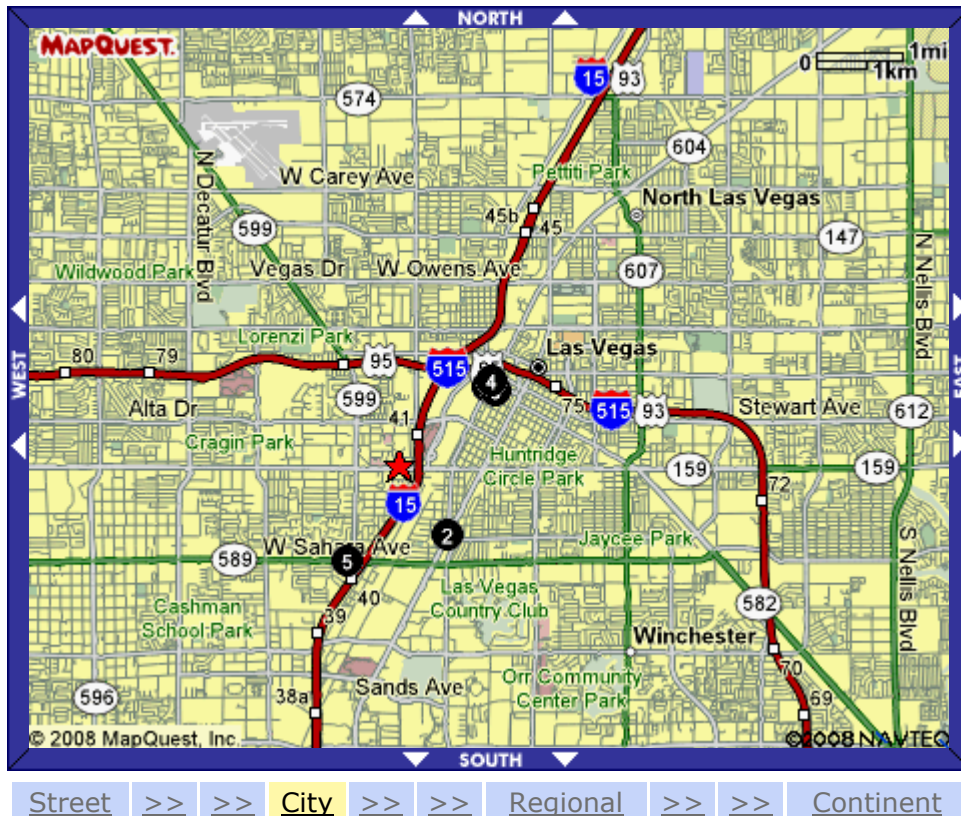 NORTH
MAPQUEST.
15 93
0 1mi
1km
574
604
W Carey Ave
Pettiti Park
N Decatur Blvd
North Las Vegas
45b
45
599
147
Wildwood Park
Vegas Dr
W Owens Ave
607
N Nellis Blvd
Lorenzi Park
WEST
EAST
80
79
95
515
Las Vegas
4
599
75
515
93
Stewart Ave
612
Alta Dr
41
Cragin Park
Huntridge
Circle Park
159
159
72
15
2
W Sahara Ave
589
5
Jaycee Park
S Nellis Blvd
40
Las Vegas
Country Club
Cashman
School Park
39
582
Winchester
70
596
38a
Sands Ave
Orr Community
Center Park
69
© 2008 MapQuest, Inc.
©2008 NAVTEQ
SOUTH
Street >> >> City >> >> Regional >> >> Continent